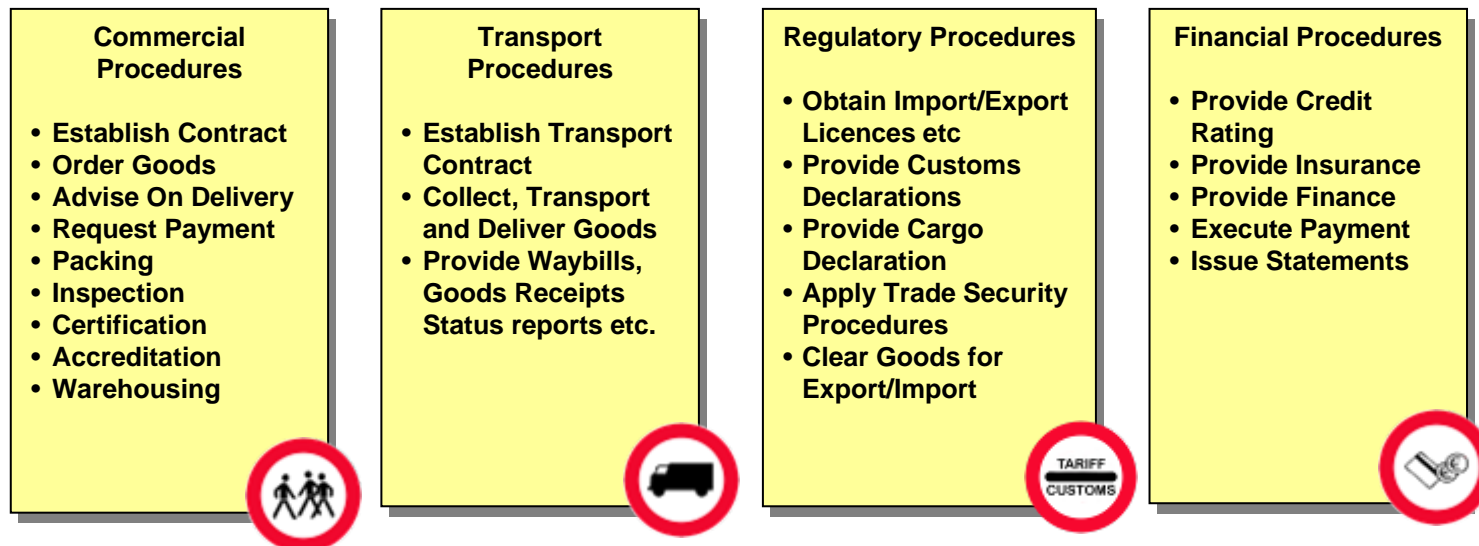 Commercial
Procedures
• Establish Contract
• Order Goods
• Advise On Delivery
• Request Payment
• Packing
• Inspection
• Certification
• Accreditation
• Warehousing
Transport
Procedures
• Establish Transport
Contract
• Collect, Transport
and Deliver Goods
• Provide Waybills,
Goods Receipts
Status reports etc.
Regulatory Procedures
• Obtain Import/Export
Licences etc
• Provide Customs
Declarations
• Provide Cargo
Declaration
• Apply Trade Security
Procedures
• Clear Goods for
Export/Import
TARIFF
CUSTOMS
Financial Procedures
• Provide Credit
Rating
• Provide Insurance
• Provide Finance
• Execute Payment
• Issue Statements